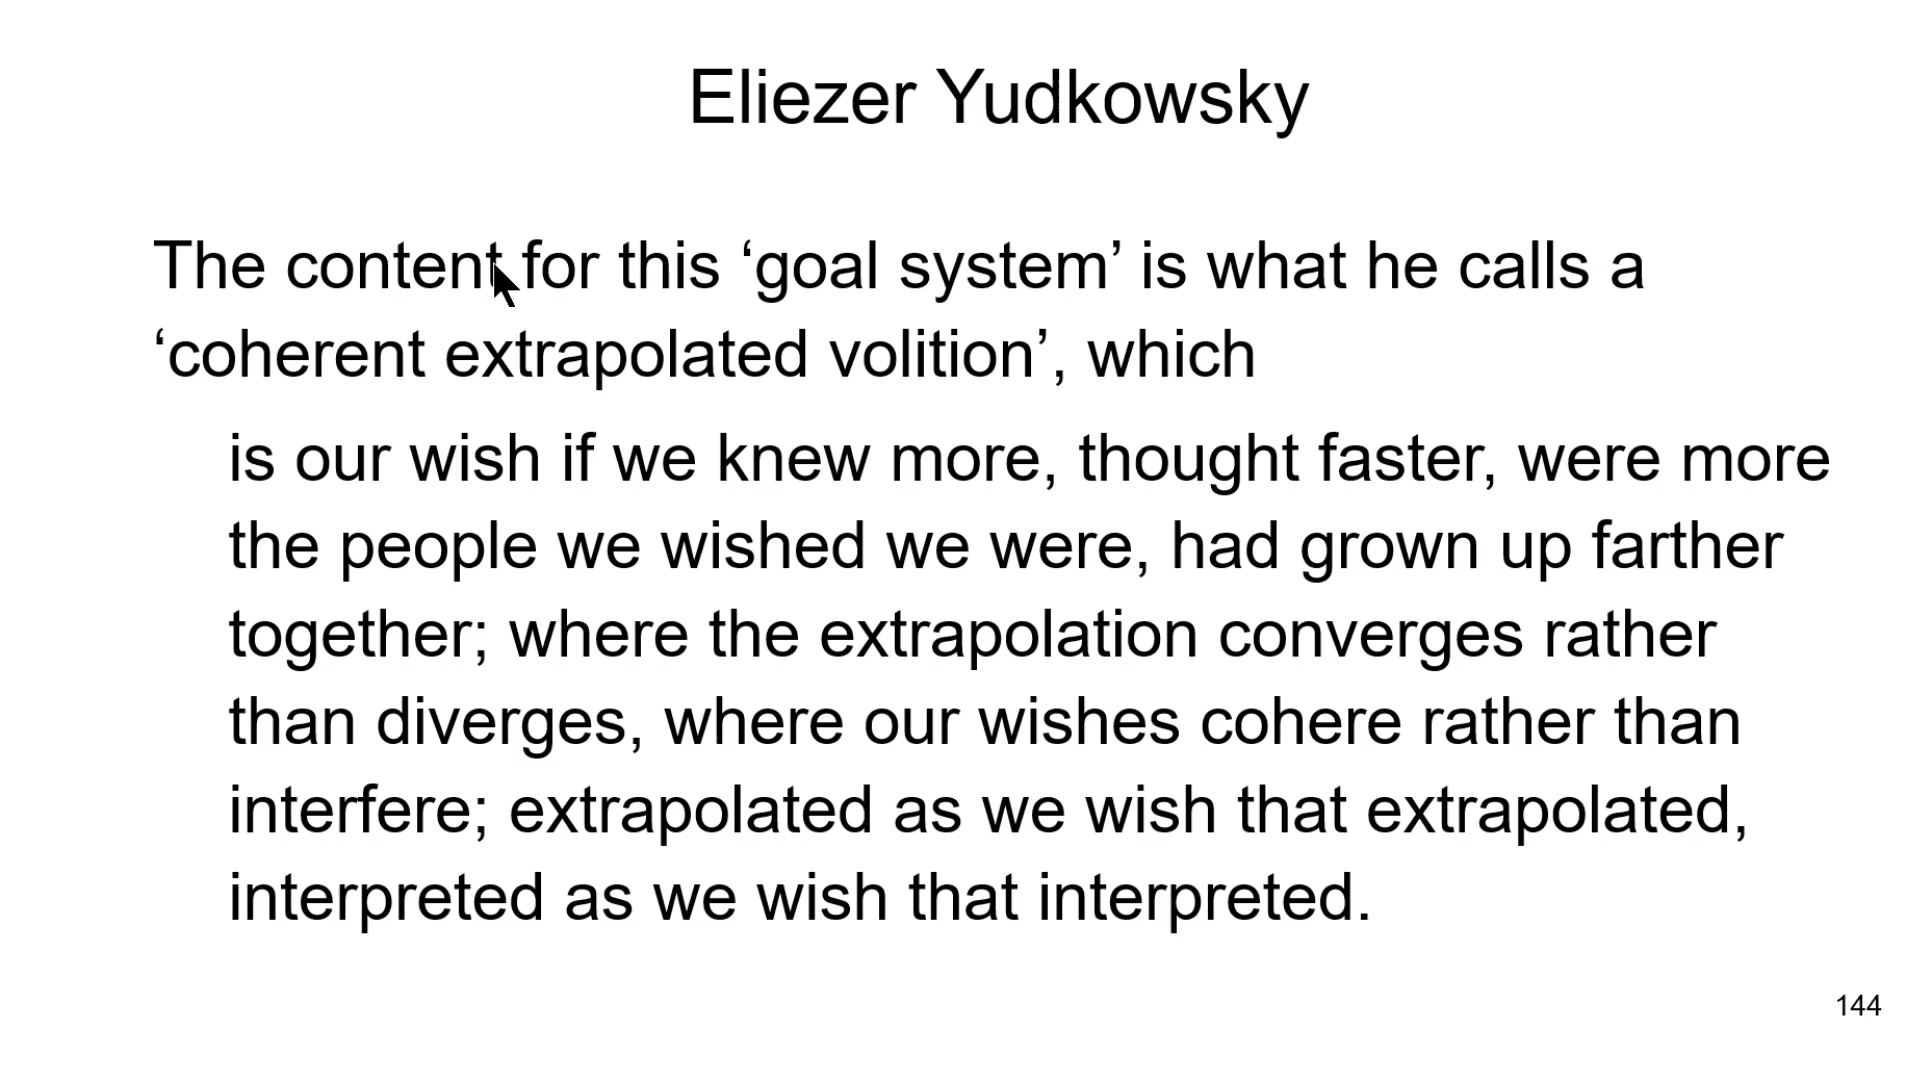 Eliezer Yudkowsky
The content for this ‘goal system’ is what he calls a
‘coherent extrapolated volition’, which
is our wish if we knew more, thought faster, were more
the people we wished we were, had grown up farther
together; where the extrapolation converges rather
than diverges, where our wishes cohere rather than
interfere; extrapolated as we wish that extrapolated,
interpreted as we wish that interpreted.
144